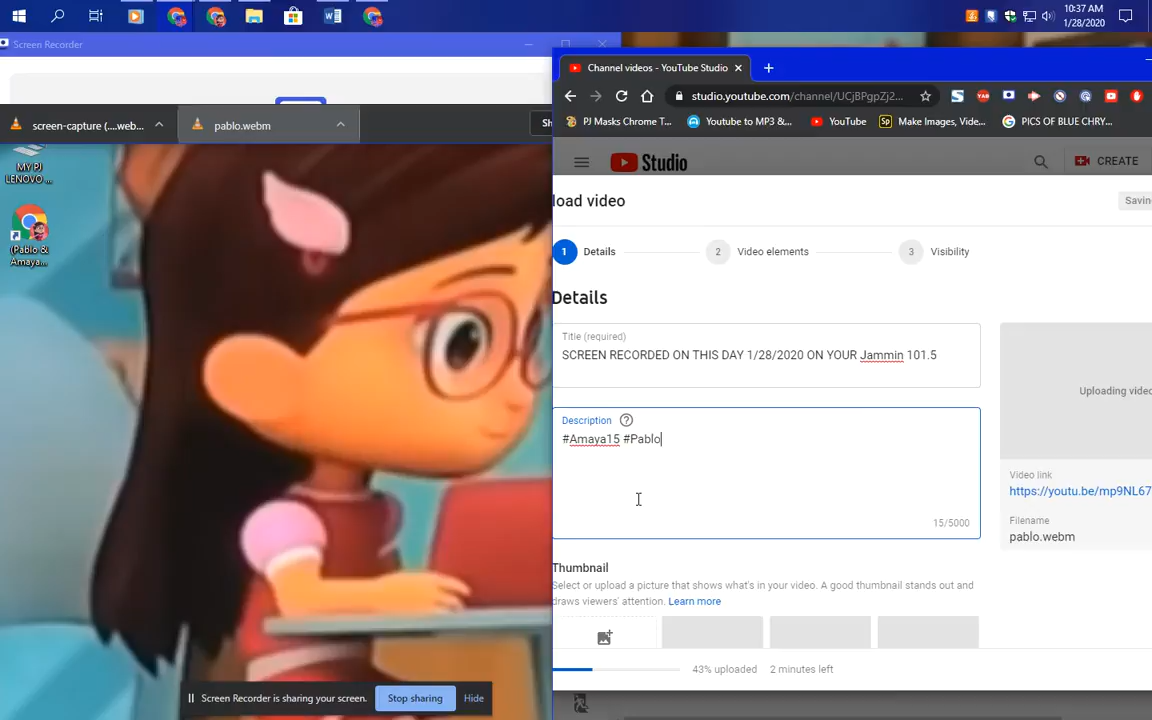 10:37 AM
1/28/2020
Screen Recorder
screen-capture (....web...
pablo.webm
Sh
MY PJ
LENOVO ...
(Pablo &
Amaya...
Channel videos - YouTube Studio
studio.youtube.com/channel/UCjBPgpZj2...
PJ Masks Chrome T...
Youtube to MP3 &...
YouTube
Make Images, Vide...
PICS OF BLUE CHRY...
Studio
CREATE
load video
Savin
1 Details
2 Video elements
3 Visibility
Details
Title (required)
SCREEN RECORDED ON THIS DAY 1/28/2020 ON YOUR Jammin 101.5
Uploading video
Description
#Amaya15 #Pablo
15/5000
Video link
https://youtu.be/mp9NL67
Filename
pablo.webm
Thumbnail
Select or upload a picture that shows what's in your video. A good thumbnail stands out and
draws viewers' attention. Learn more
43% uploaded 2 minutes left
Screen Recorder is sharing your screen. Stop sharing Hide